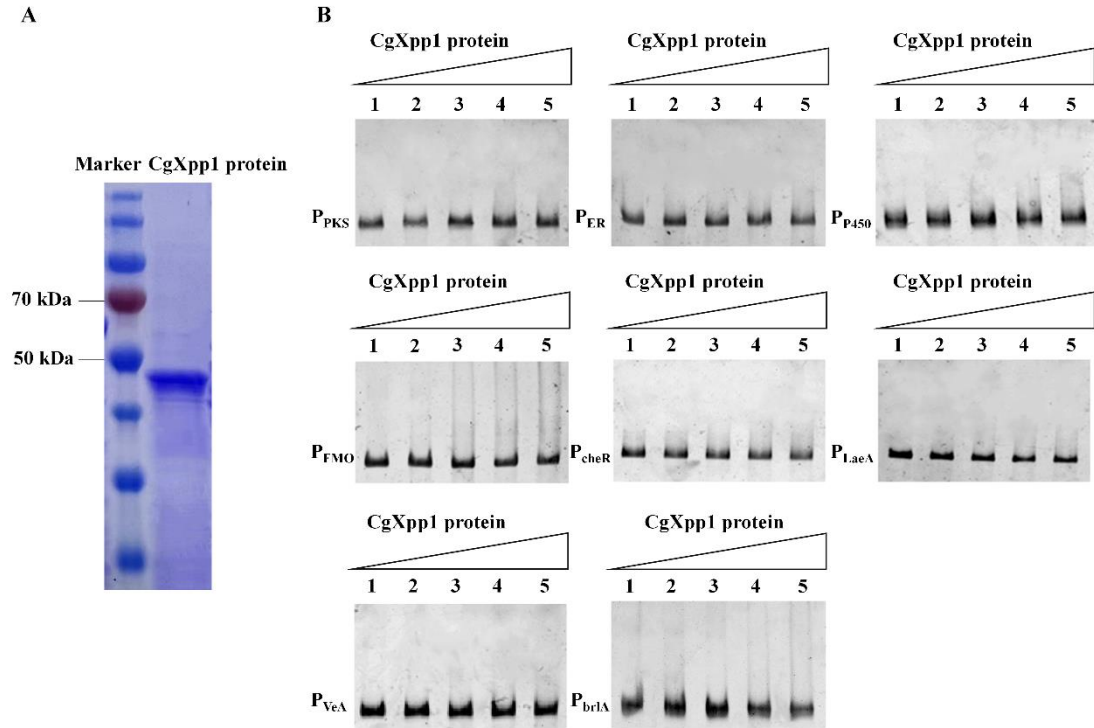 A
B
Marker CgXpp1 protein
70 kDa
50 kDa
CgXpp1 protein
1 2 3 4 5
PPKS
CgXpp1 protein
1 2 3 4 5
PER
CgXpp1 protein
1 2 3 4 5
PP450
CgXpp1 protein
1 2 3 4 5
PFMO
CgXpp1 protein
1 2 3 4 5
PcheR
CgXpp1 protein
1 2 3 4 5
PLaeA
CgXpp1 protein
1 2 3 4 5
PVeA
CgXpp1 protein
1 2 3 4 5
PbrlA